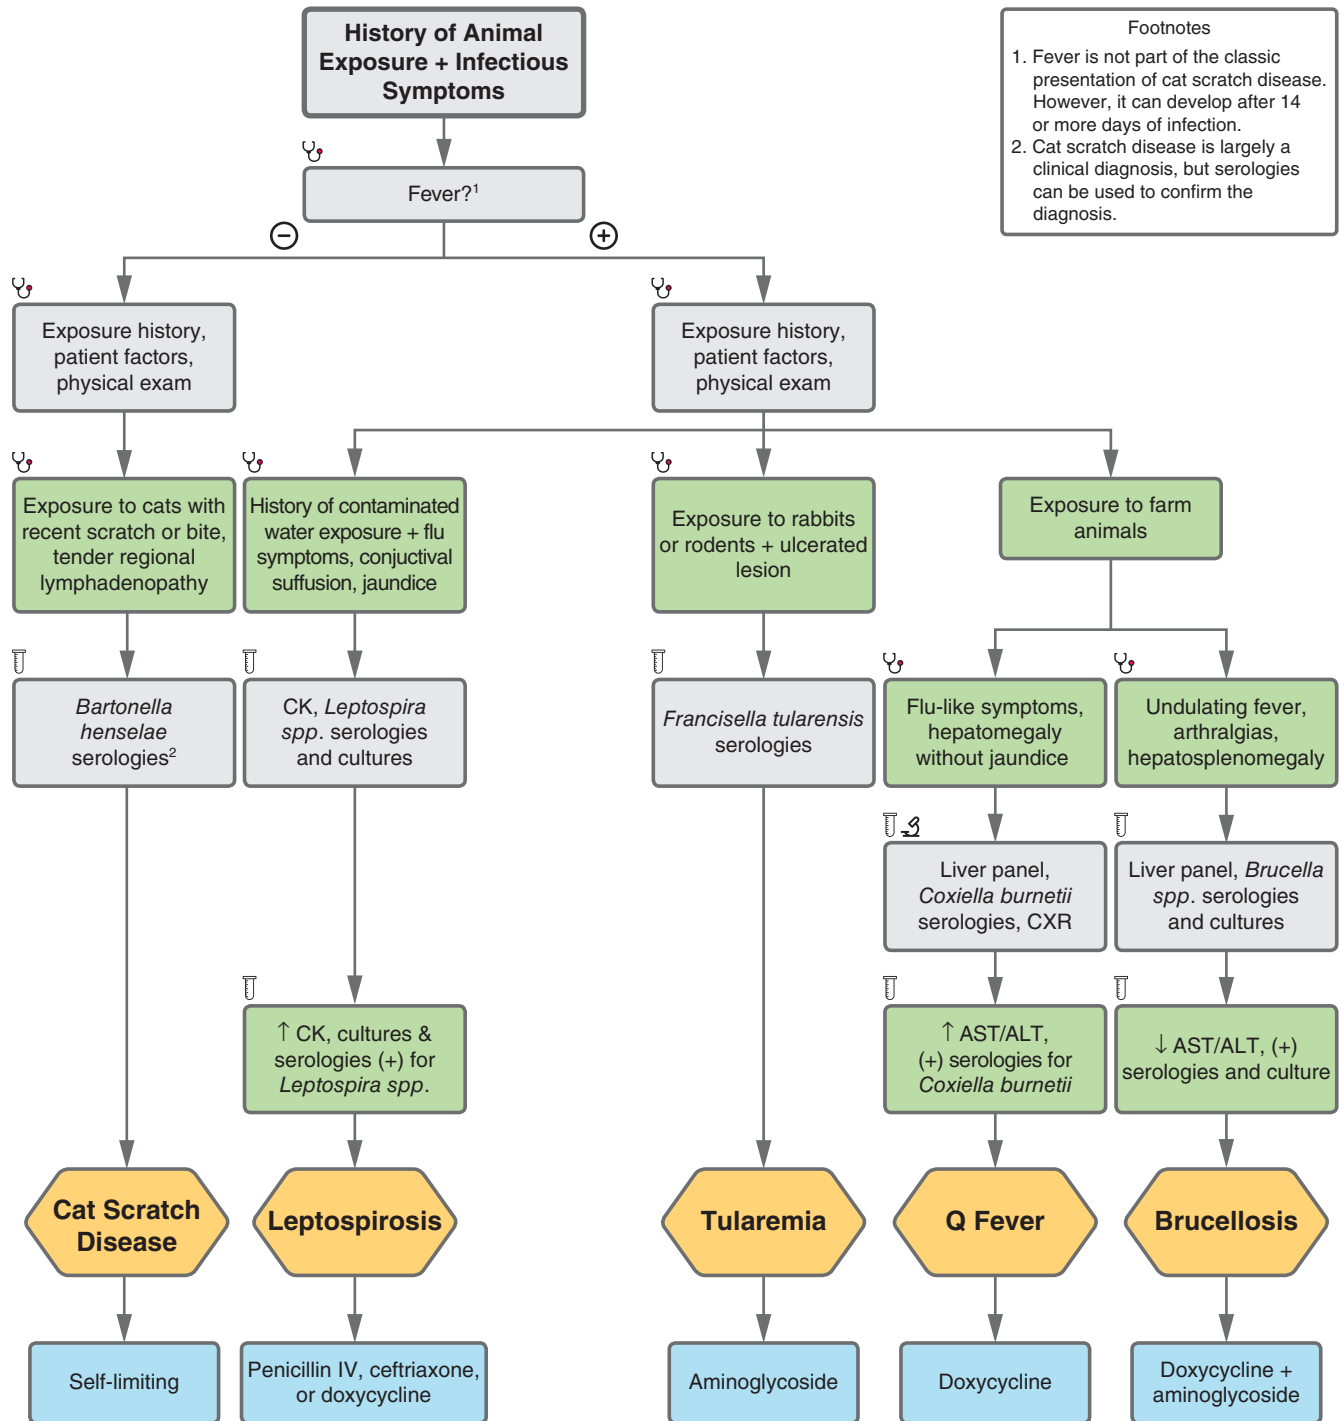 History of Animal
Exposure + Infectious
Symptoms
Footnotes
1. Fever is not part of the classic
presentation of cat scratch disease.
However, it can develop after 14
or more days of infection.
2. Cat scratch disease is largely a
clinical diagnosis, but serologies
can be used to confirm the
diagnosis.
Fever?1
−
+
Exposure history,
patient factors,
physical exam
Exposure history,
patient factors,
physical exam
Exposure to cats with
recent scratch or bite,
tender regional
lymphadenopathy
History of contaminated
water exposure + flu
symptoms, conjuctival
suffusion, jaundice
Exposure to rabbits
or rodents + ulcerated
lesion
Exposure to farm
animals
Bartonella
henselae
serologies2
CK, Leptospira
spp. serologies
and cultures
Francisella tularensis
serologies
Flu-like symptoms,
hepatomegaly
without jaundice
Undulating fever,
arthralgias,
hepatosplenomegaly
Liver panel,
Coxiella burnetii
serologies, CXR
Liver panel, Brucella
spp. serologies
and cultures
↑ CK, cultures &
serologies (+) for
Leptospira spp.
↑ AST/ALT,
(+) serologies for
Coxiella burnetii
↓ AST/ALT, (+)
serologies and culture
Cat Scratch
Disease
Leptospirosis
Tularemia
Q Fever
Brucellosis
Self-limiting
Penicillin IV, ceftriaxone,
or doxycycline
Aminoglycoside
Doxycycline
Doxycycline +
aminoglycoside